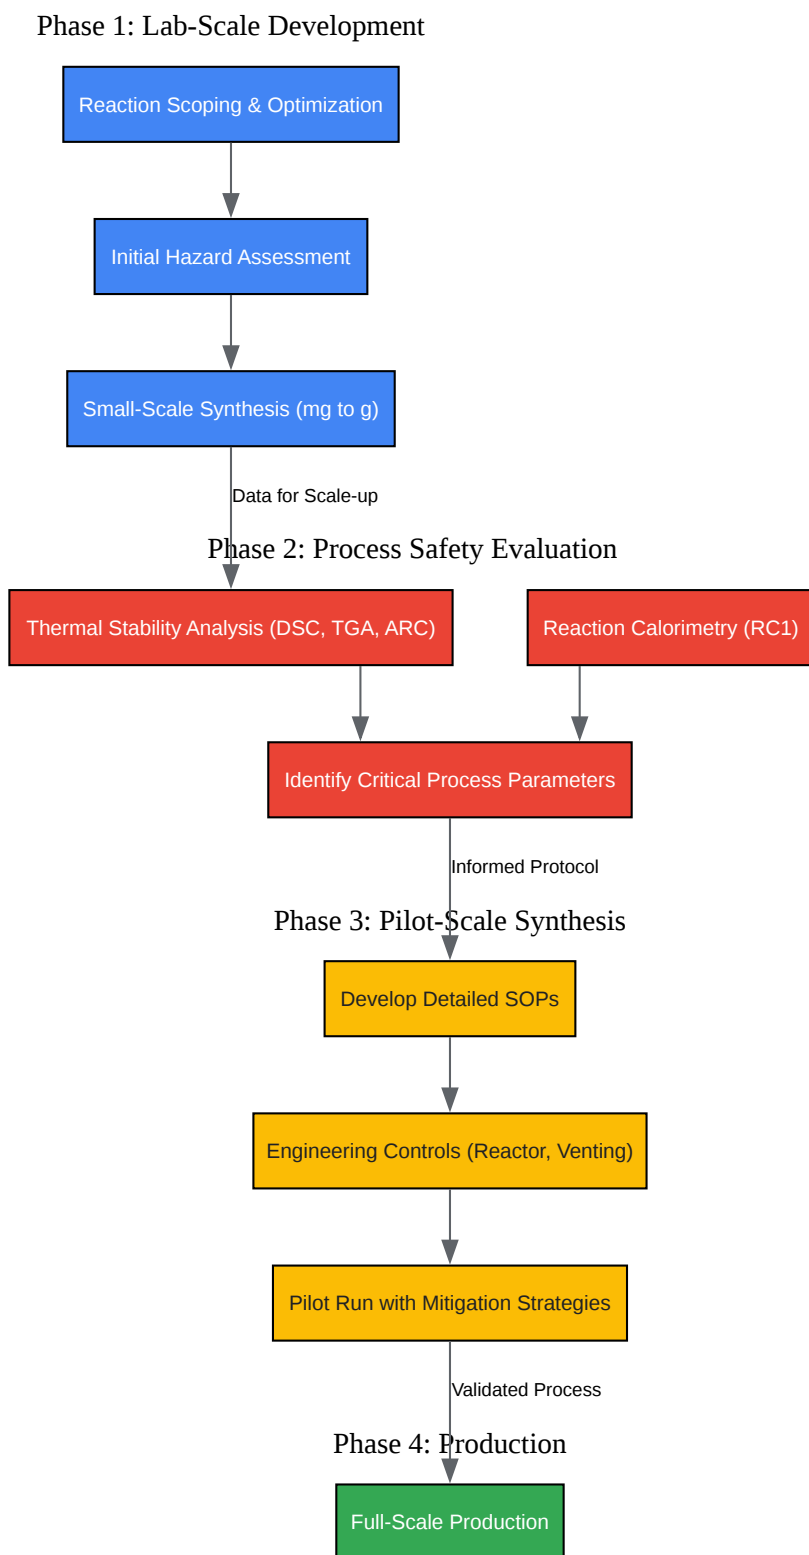 Phase 1: Lab-Scale Development
Reaction Scoping & Optimization
Initial Hazard Assessment
Small-Scale Synthesis (mg to g)
Data for Scale-up
Phase 2: Process Safety Evaluation
Thermal Stability Analysis (DSC, TGA, ARC)
Reaction Calorimetry (RC1)
Identify Critical Process Parameters
Informed Protocol
Phase 3: Pilot-Scale Synthesis
Develop Detailed SOPs
Engineering Controls (Reactor, Venting)
Pilot Run with Mitigation Strategies
Validated Process
Phase 4: Production
Full-Scale Production